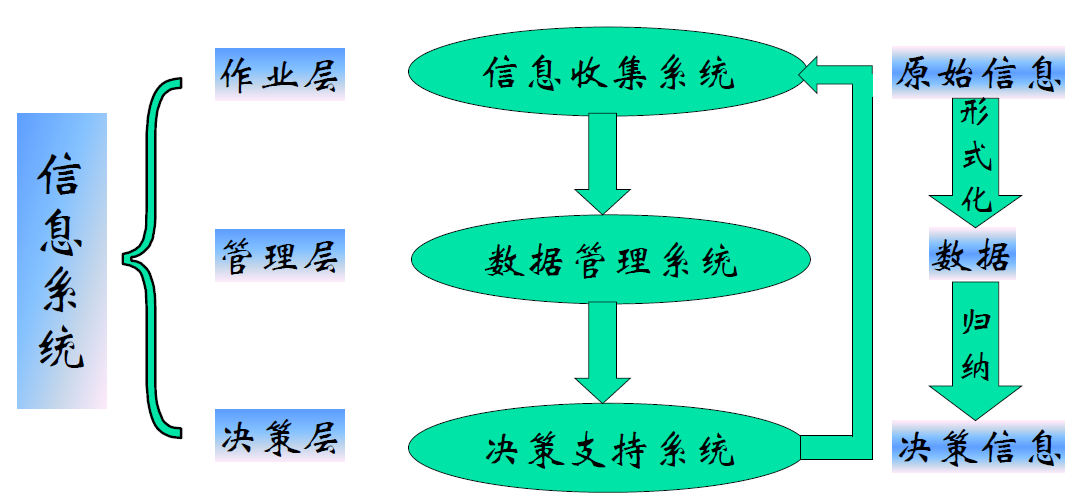 信息系统
作业层
信息收集系统
原始信息
形式化
管理层
数据管理系统
数据
归纳
决策层
决策支持系统
决策信息